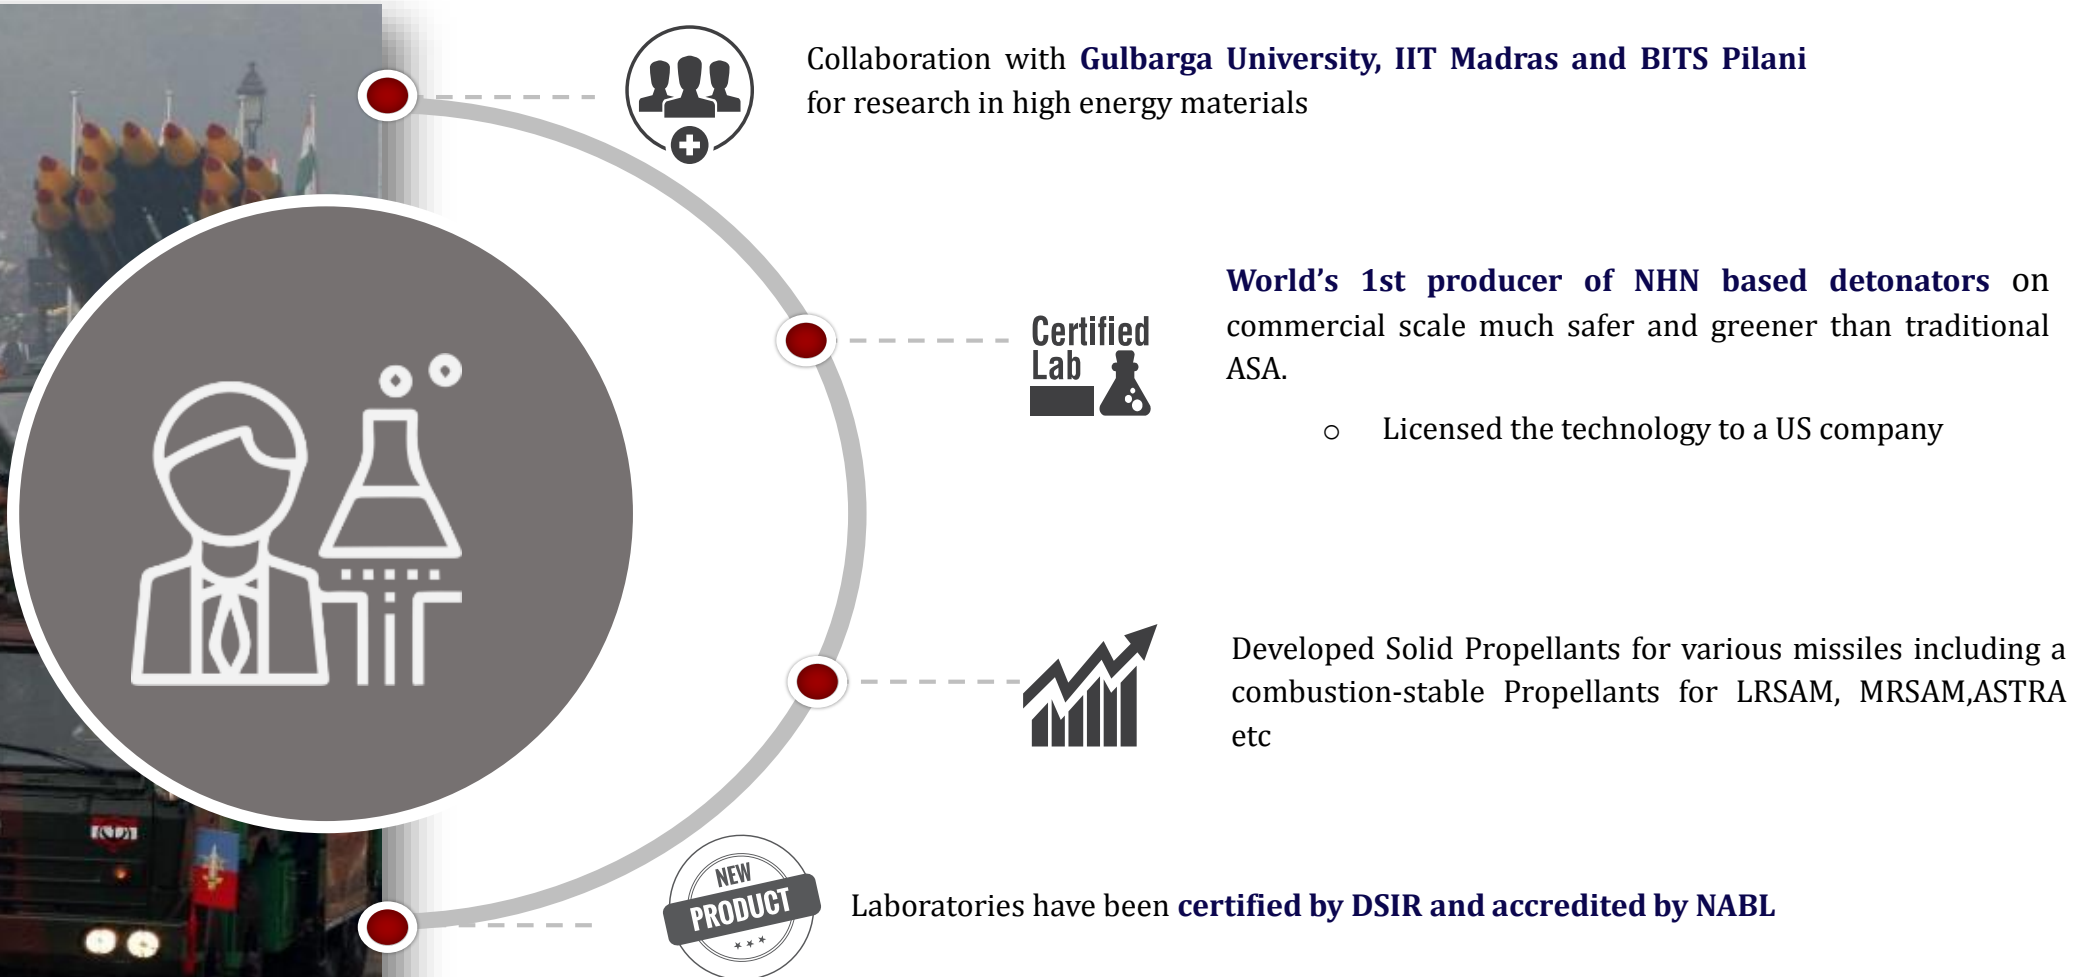 Collaboration with Gulbarga University, IIT Madras and BITS Pilani
for research in high energy materials
World’s 1st producer of NHN based detonators on
commercial scale much safer and greener than traditional
ASA.
Certified
Lab
o Licensed the technology to a US company
Developed Solid Propellants for various missiles including a
combustion-stable Propellants for LRSAM, MRSAM,ASTRA
etc
NEW
PRODUCT
Laboratories have been certified by DSIR and accredited by NABL